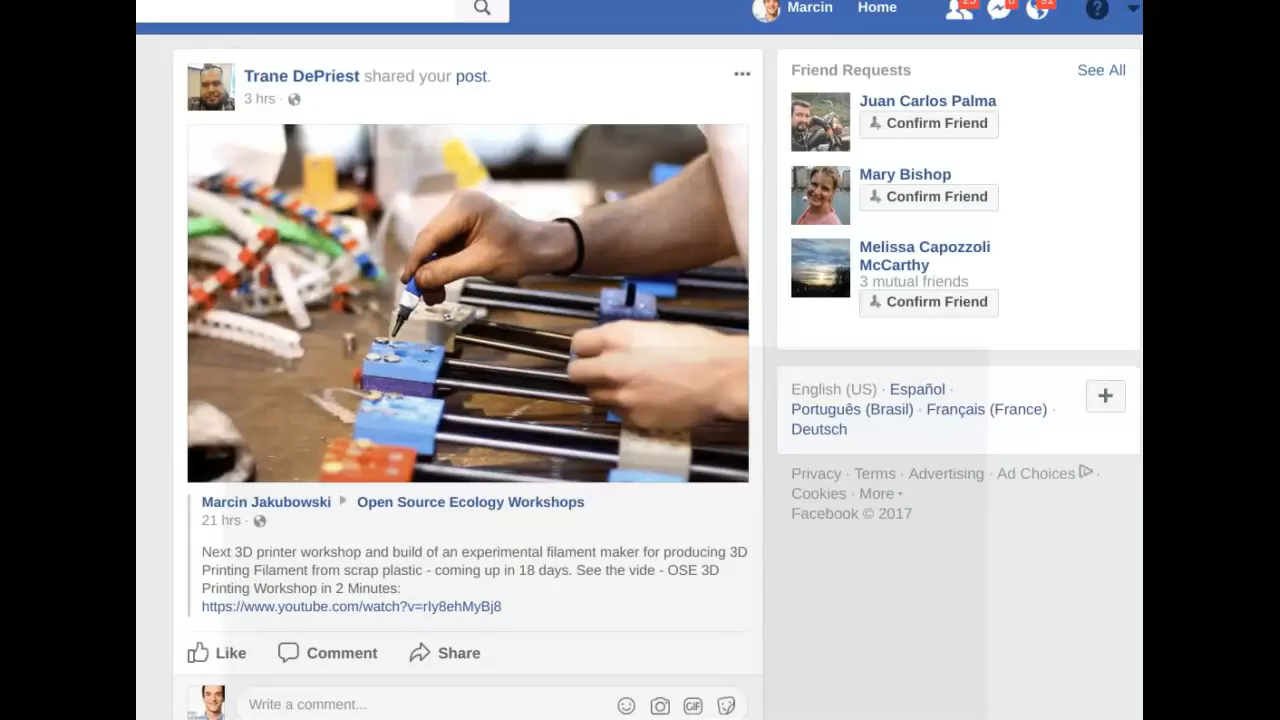 Marcin Home
Trane DePriest shared your post.
3 hrs ·
Marcin Jakubowski Open Source Ecology Workshops
21 hrs ·
Next 3D printer workshop and build of an experimental filament maker for producing 3D
Printing Filament from scrap plastic - coming up in 18 days. See the vide - OSE 3D
Printing Workshop in 2 Minutes:
https://www.youtube.com/watch?v=rIy8ehMyBj8
Like Comment Share
Write a comment...
GIF
Friend Requests See All
Juan Carlos Palma
Confirm Friend
Mary Bishop
Confirm Friend
Melissa Capozzoli
McCarthy
3 mutual friends
Confirm Friend
English (US) · Español ·
Português (Brasil) · Français (France) ·
Deutsch
Privacy · Terms · Advertising · Ad Choices ·
Cookies · More
Facebook © 2017